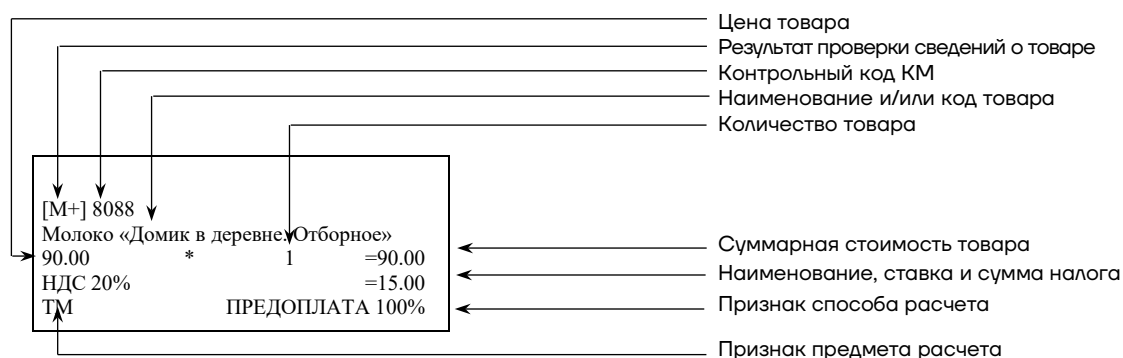 Цена товара
Результат проверки сведений о товаре
Контрольный код КМ
Наименование и/или код товара
Количество товара
[М+] 8088
Молоко «Домик в деревне. Отборное»
90.00 * 1 =90.00
НДС 20% =15.00
ТМ ПРЕДОПЛАТА 100%
Суммарная стоимость товара
Наименование, ставка и сумма налога
Признак способа расчета
Признак предмета расчета